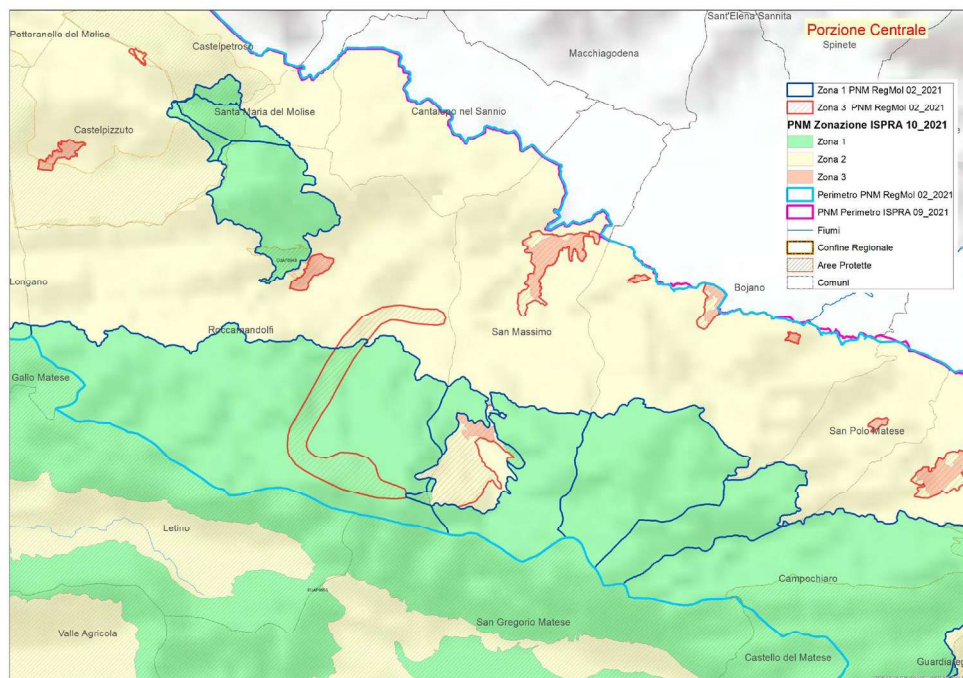 Sant'Elena Sannita
Porzione Centrale
Pettoranello del Molise
Castelpetroso
Macchiagodena
Spinete
Zona 1 PNM RegMol 02_2021
Zona 3 PNM RegMol 02_2021
PNM Zonazione ISPRA 10_2021
Zona 1
Zona 2
Zona 3
Perimetro PNM RegMol 02_2021
PNM Perimetro ISPRA 09_2021
Fiumi
Confine Regionale
Aree Protette
Comuni
Santa Maria del Molise
Cantalupo nel Sannio
Castelpizzuto
Longano
Bojano
Roccamandolfi
San Massimo
Gallo Matese
San Polo Matese
Letino
Campochiaro
San Gregorio Matese
Valle Agricola
Castello del Matese
Guardiareg